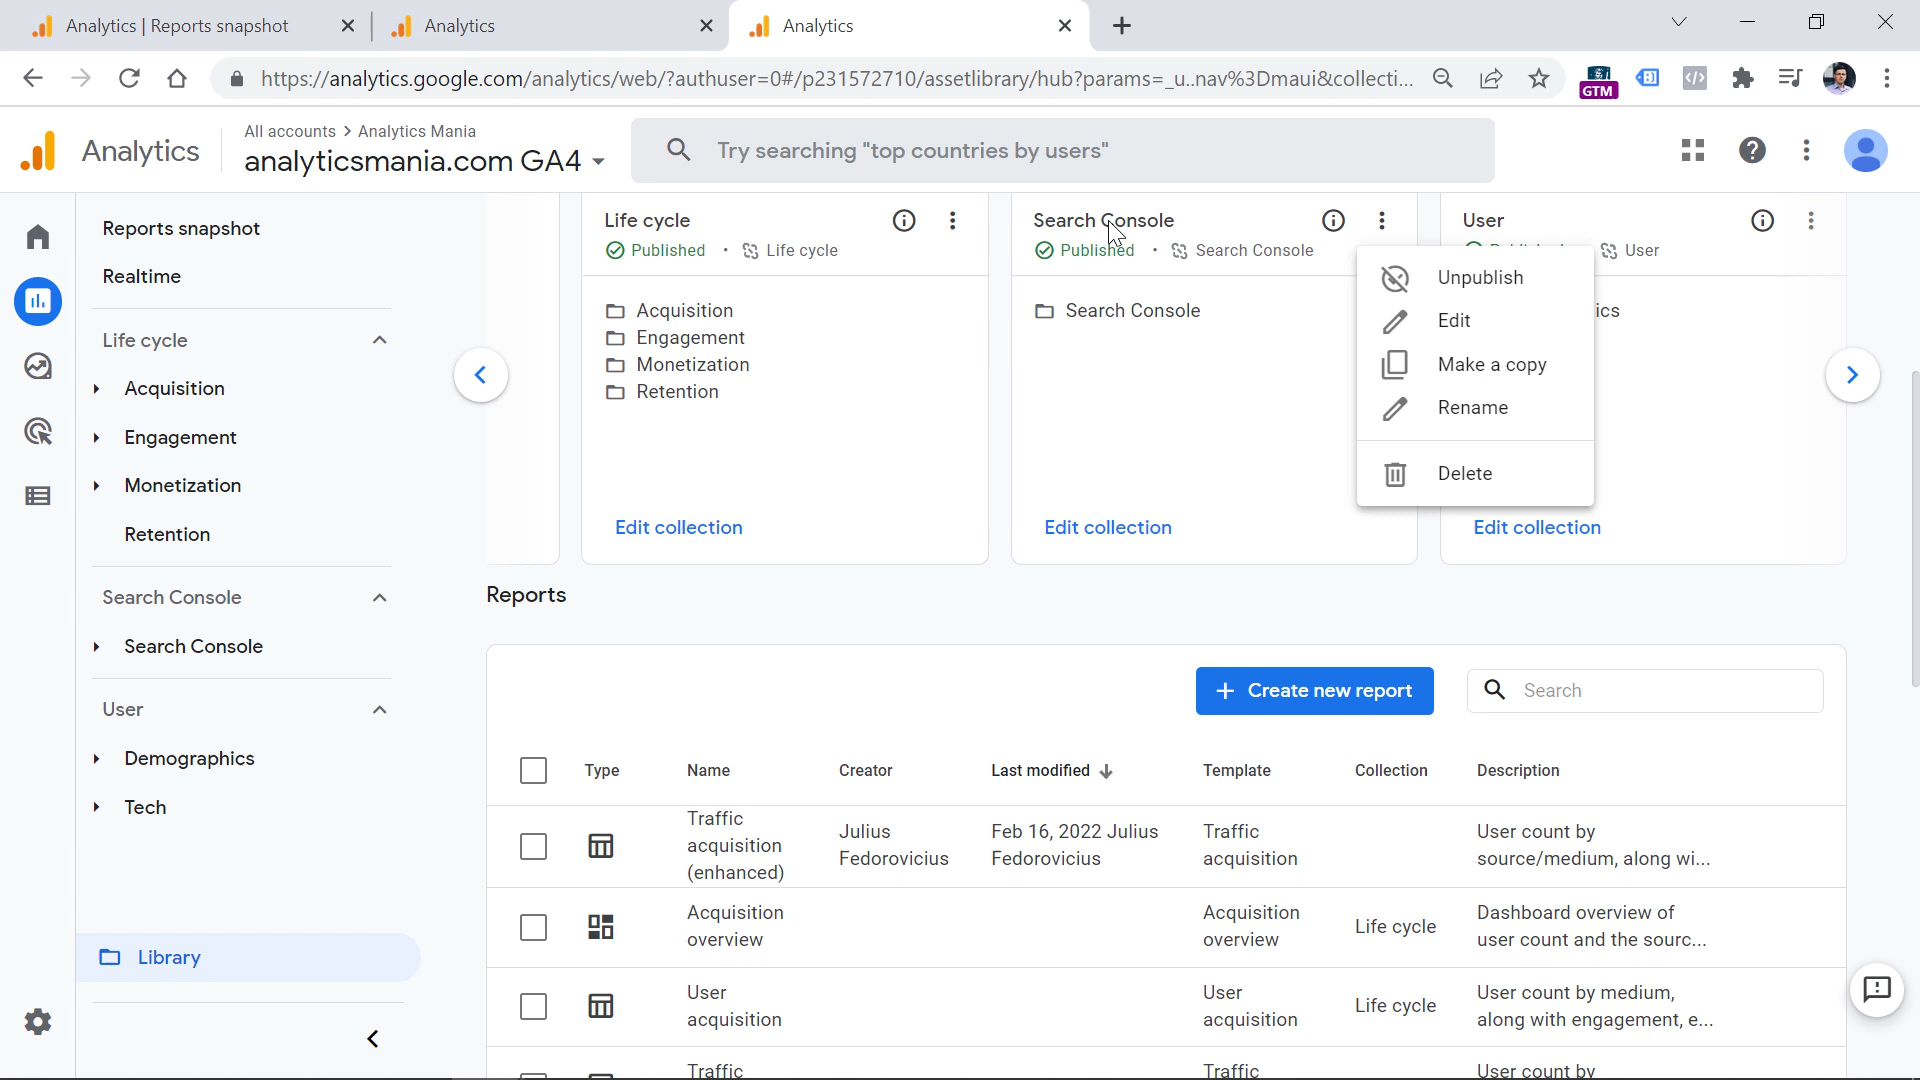 Analytics | Reports snapshot
Analytics
Analytics
https://analytics.google.com/analytics/web/?authuser=0#/p231572710/assetlibrary/hub?params=_u..nav%3Dmaui&collecti...
GTM
Analytics
All accounts > Analytics Mania
analyticsmania.com GA4
Try searching "top countries by users"
Reports snapshot
Realtime
Life cycle
Acquisition
Engagement
Monetization
Retention
Search Console
Search Console
User
Demographics
Tech
Library
Life cycle
Published • Life cycle
Acquisition
Engagement
Monetization
Retention
Edit collection
Search Console
Published • Search Console
Search Console
Edit collection
User
User
ics
Edit collection
Unpublish
Edit
Make a copy
Rename
Delete
Reports
+ Create new report
Search
Type Name Creator Last modified Template Collection Description
Traffic
acquisition
(enhanced)
Julius
Fedorovicius
Feb 16, 2022 Julius
Fedorovicius
Traffic
acquisition
User count by
source/medium, along wi...
Acquisition
overview
Acquisition
overview
Life cycle
Dashboard overview of
user count and the sourc...
User
acquisition
User
acquisition
Life cycle
User count by medium,
along with engagement, e...
Traffic
Traffic
User count by